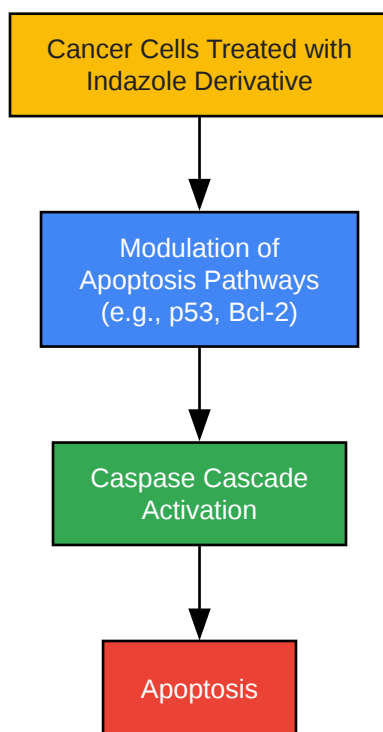 Cancer Cells Treated with
Indazole Derivative
Modulation of
Apoptosis Pathways
(e.g., p53, Bcl-2)
Caspase Cascade
Activation
Apoptosis